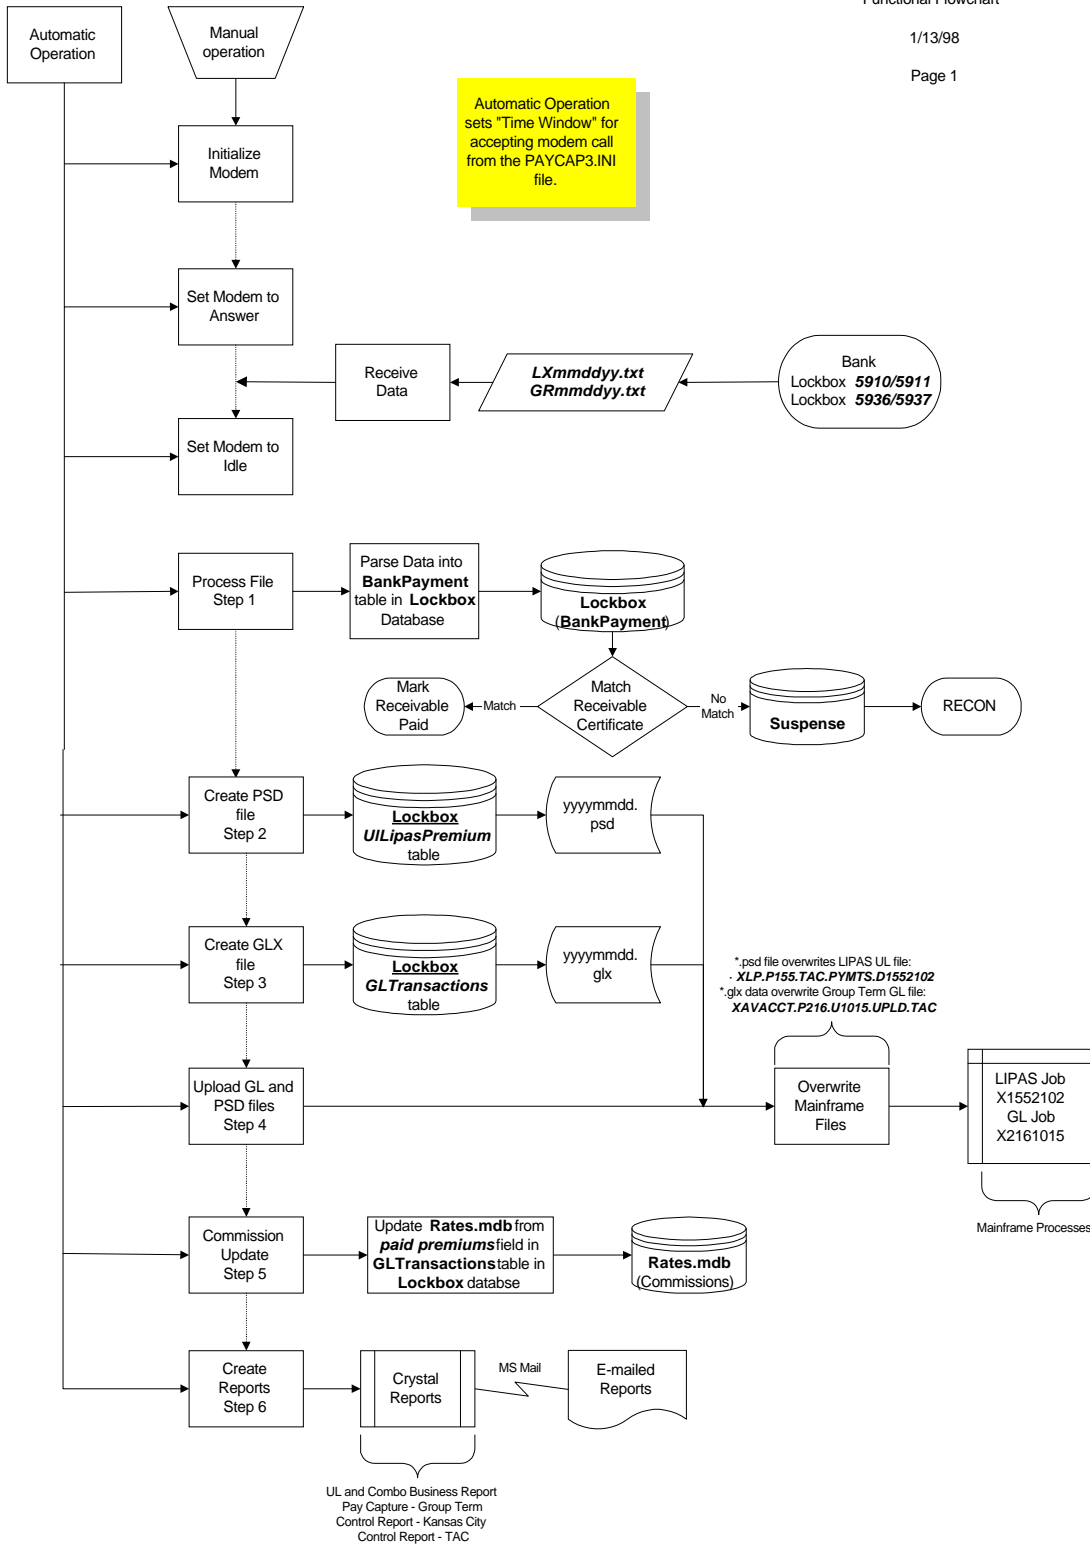 Functional Flowchart
1/13/98
Page 1
Automatic
Operation
Manual
operation
Automatic Operation
sets "Time Window" for
accepting modem call
from the PAYCAP3.INI
file.
Initialize
Modem
Set Modem to
Answer
Receive
Data
LXmmddyy.txt
GRmmddyy.txt
Bank
Lockbox 5910/5911
Lockbox 5936/5937
Set Modem to
Idle
Process File
Step 1
Parse Data into
BankPayment
table in Lockbox
Database
Lockbox
(BankPayment)
Mark
Receivable
Paid
Match
Match
Receivable
Certificate
No
Match
Suspense
RECON
Create PSD
file
Step 2
Lockbox
UILipasPremium
table
yyyymmdd.
psd
Create GLX
file
Step 3
Lockbox
GLTransactions
table
yyyymmdd.
glx
*.psd file overwrites LIPAS UL file:
- XLP.P155.TAC.PYMTS.D1552102
*.glx data overwrite Group Term GL file:
XAVACCT.P216.U1015.UPLD.TAC
Upload GL and
PSD files
Step 4
Overwrite
Mainframe
Files
LIPAS Job
X1552102
GL Job
X2161015
Mainframe Processes
Commission
Update
Step 5
Update Rates.mdb from
paid premiums field in
GLTransactions table in
Lockbox databse
Rates.mdb
(Commissions)
Create
Reports
Step 6
Crystal
Reports
MS Mail
E-mailed
Reports
UL and Combo Business Report
Pay Capture - Group Term
Control Report - Kansas City
Control Report - TAC